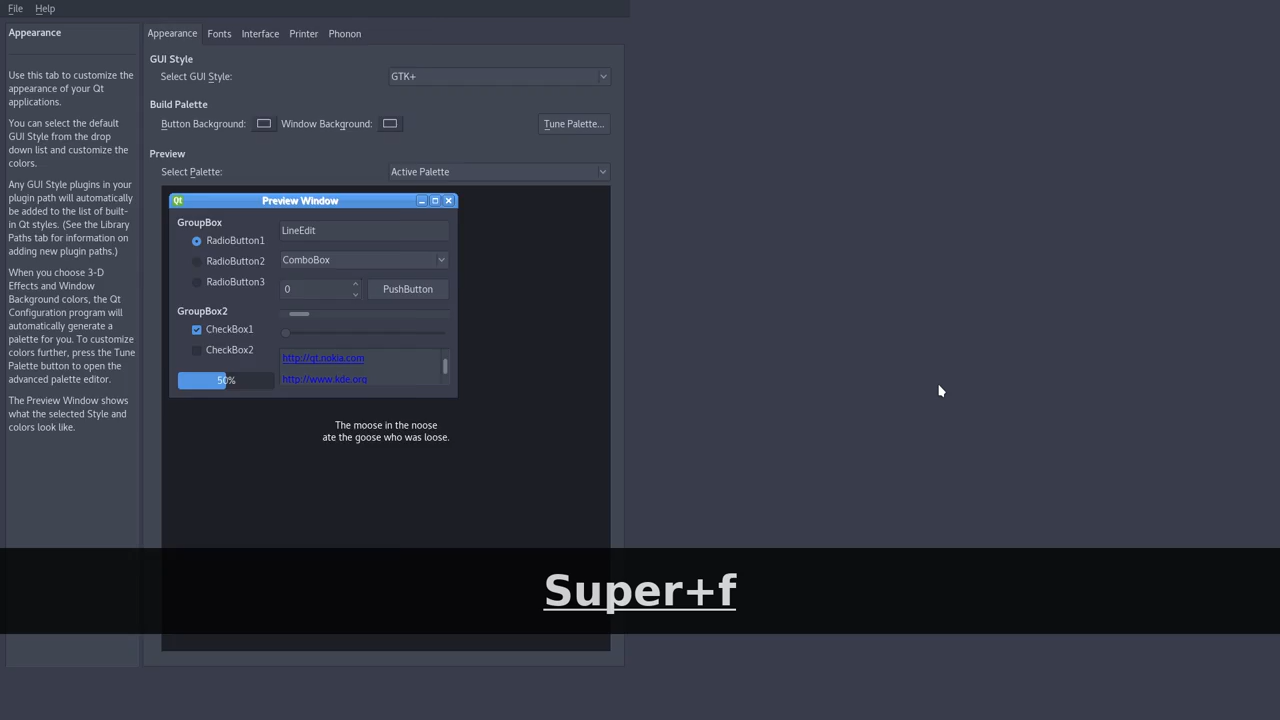 File Help
Appearance
Use this tab to customize the
appearance of your Qt
applications.
You can select the default
GUI Style from the drop
down list and customize the
colors.
Any GUI Style plugins in your
plugin path will automatically
be added to the list of built-
in Qt styles. (See the Library
Paths tab for information on
adding new plugin paths.)
When you choose 3-D
Effects and Window
Background colors, the Qt
Configuration program will
automatically generate a
palette for you. To customize
colors further, press the Tune
Palette button to open the
advanced palette editor.
The Preview Window shows
what the selected Style and
colors look like.
Appearance Fonts Interface Printer Phonon
GUI Style
Select GUI Style: GTK+
Build Palette
Button Background: Window Background: Tune Palette...
Preview
Select Palette: Active Palette
Qt Preview Window
GroupBox
RadioButton1
RadioButton2
RadioButton3
GroupBox2
CheckBox1
CheckBox2
50%
LineEdit
ComboBox
0 PushButton
http://qt.nokia.com
http://www.kde.org
The moose in the noose
ate the goose who was loose.
Super+f